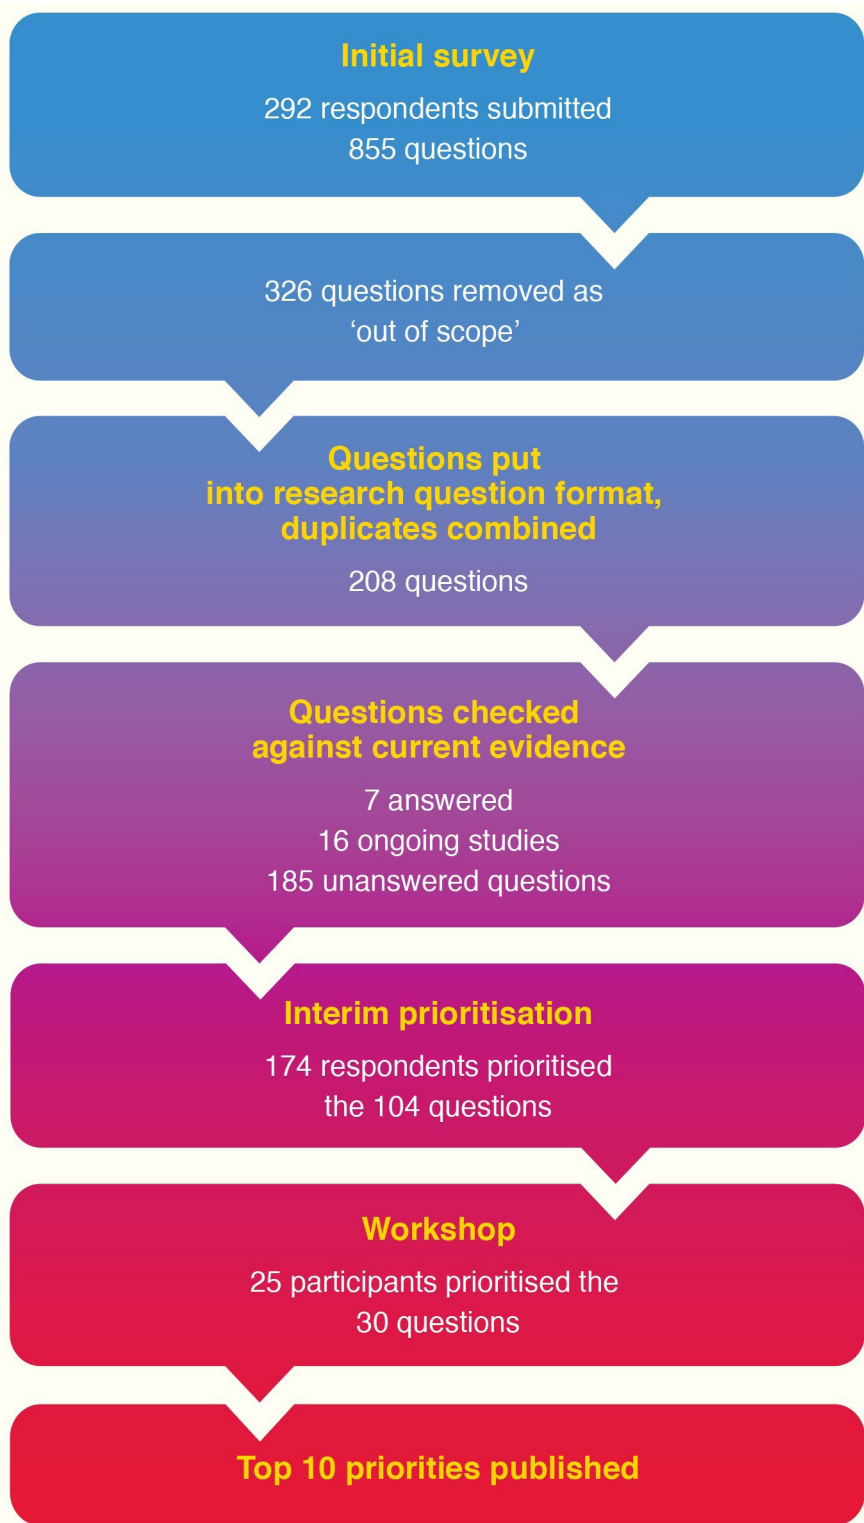 Initial survey
292 respondents submitted
855 questions
326 questions removed as
‘out of scope’
Questions put
into research question format,
duplicates combined
208 questions
Questions checked
against current evidence
7 answered
16 ongoing studies
185 unanswered questions
Interim prioritisation
174 respondents prioritised
the 104 questions
Workshop
25 participants prioritised the
30 questions
Top 10 priorities published